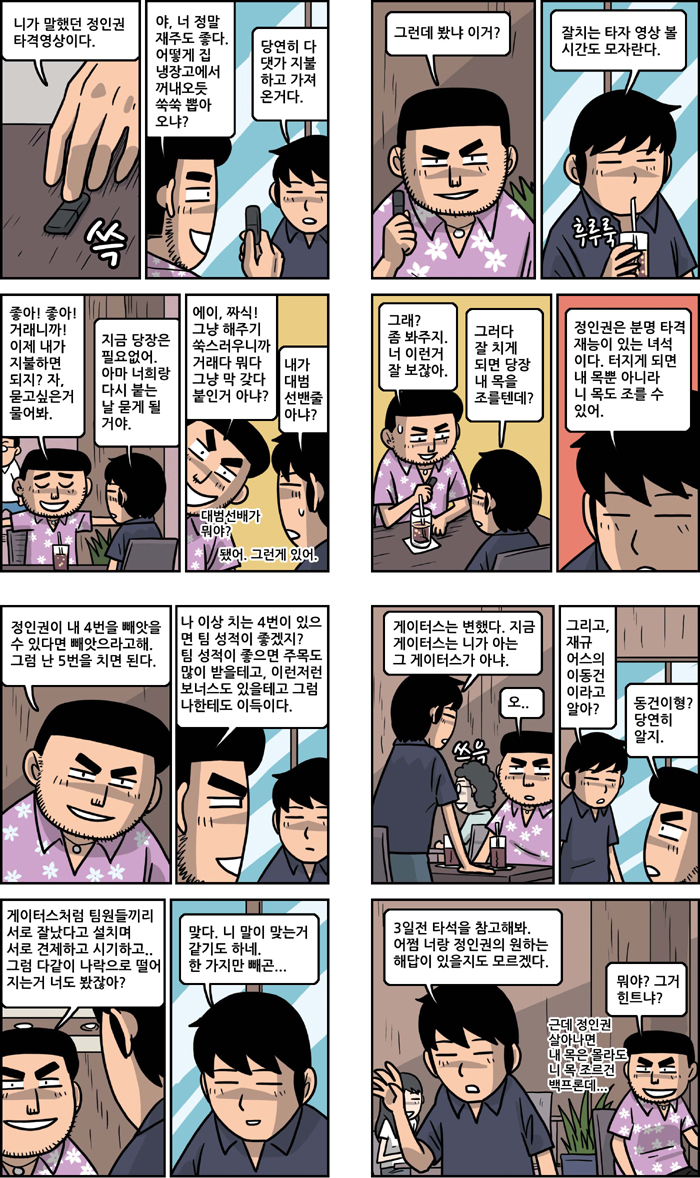 니가 말했던 정인권
타격영상이다.
쓱
야, 너 정말
재주도 좋다.
어떻게 집
냉장고에서
꺼내오듯
쑥쑥 뽑아
오냐?
당연히 다
댓가 지불
하고 가져
온거다.
좋아! 좋아!
거래니까!
이제 내가
지불하면
되지? 자,
묻고싶은거
물어봐.
지금 당장은
필요없어.
아마 너희랑
다시 붙는
날 묻게 될
거야.
에이, 짜식!
그냥 해주기
쑥스러우니까
거래다 뭐다
그냥 막 갖다
붙인거 아냐?
내가
대범
선밴줄
아냐?
대범선배가
뭐야?
됐어. 그런게 있어.
그런데 봤냐 이거?
잘치는 타자 영상 볼
시간도 모자란다.
후루룩
그래?
좀 봐주지.
너 이런거
잘 보잖아.
그러다
잘 치게
되면 당장
내 목을
조를텐데?
정인권은 분명 타격
재능이 있는 녀석
이다. 터지게 되면
내 목뿐 아니라
니 목도 조를 수
있어.
정인권이 내 4번을 빼앗을
수 있다면 빼앗으라고해.
그럼 난 5번을 치면 된다.
나 이상 치는 4번이 있으
면 팀 성적이 좋겠지?
팀 성적이 좋으면 주목도
많이 받을테고, 이런저런
보너스도 있을테고 그럼
나한테도 이득이다.
게이터스처럼 팀원들끼리
서로 잘났다고 설치며
서로 견제하고 시기하고..
그럼 다같이 나락으로 떨어
지는거 너도 봤잖아?
맞다. 니 말이 맞는거
같기도 하네.
한 가지만 빼곤...
게이터스는 변했다. 지금
게이터스는 니가 아는
그 게이터스가 아냐.
오..
쓰윽
그리고,
재규
어스의
이동건
이라고
알아?
동건이형?
당연히
알지.
3일전 타석을 참고해봐.
어쩜 너랑 정인권의 원하는
해답이 있을지도 모르겠다.
뭐야? 그거
힌트냐?
근데 정인권
살아나면
내 목은 몰라도
니 목 조르건
백프론데...